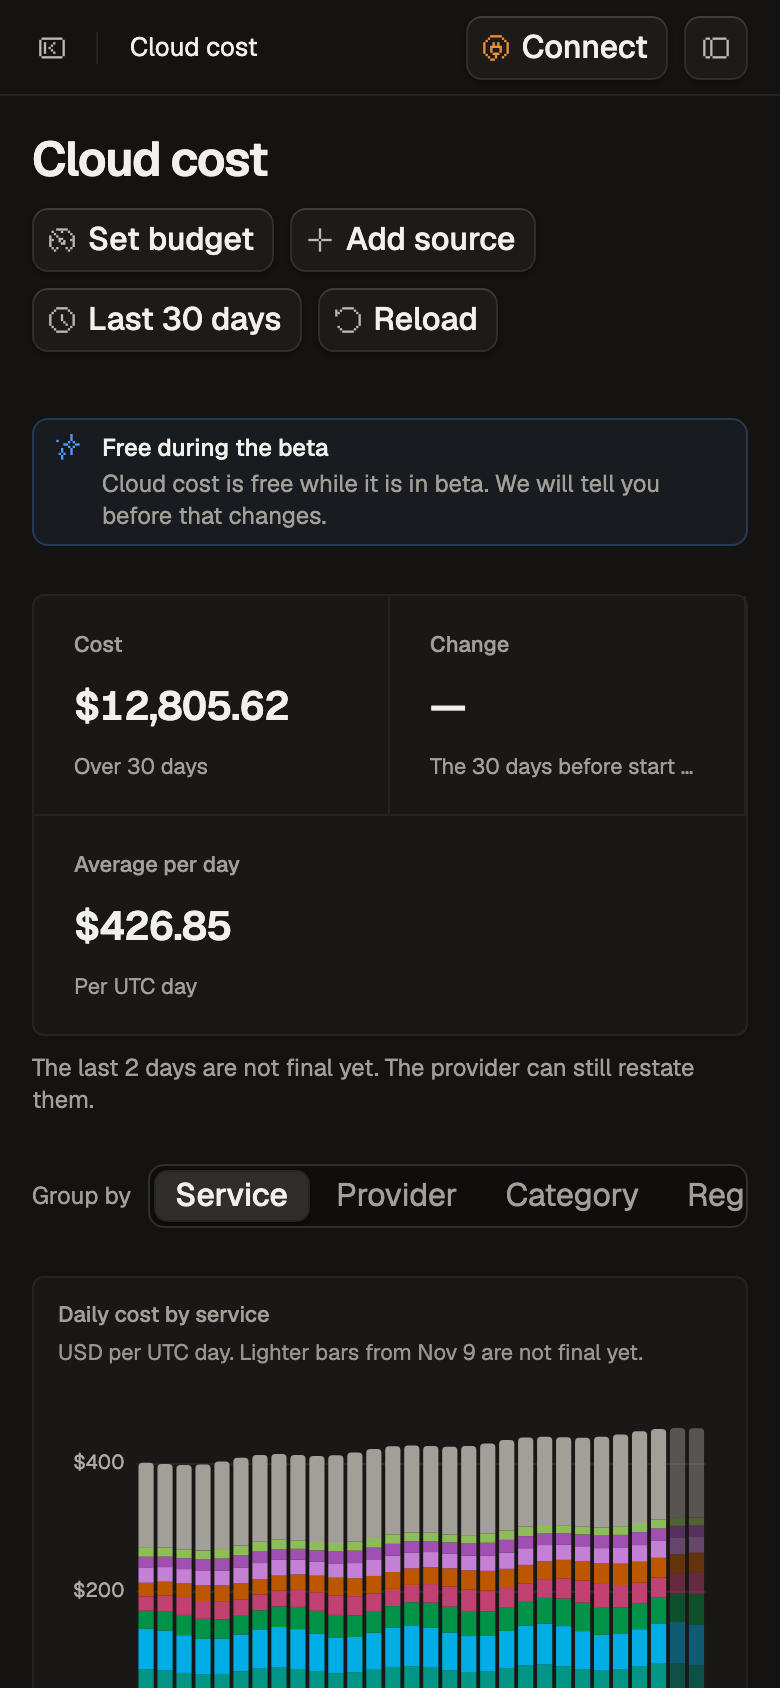 Cloud cost
Connect
Cloud cost
Set budget
Add source
Last 30 days
Reload
Free during the beta
Cloud cost is free while it is in beta. We will tell you
before that changes.
Cost
$12,805.62
Over 30 days
Change
—
The 30 days before start ...
Average per day
$426.85
Per UTC day
The last 2 days are not final yet. The provider can still restate
them.
Group by
Service
Provider
Category
Reg
Daily cost by service
USD per UTC day. Lighter bars from Nov 9 are not final yet.
$400
$200